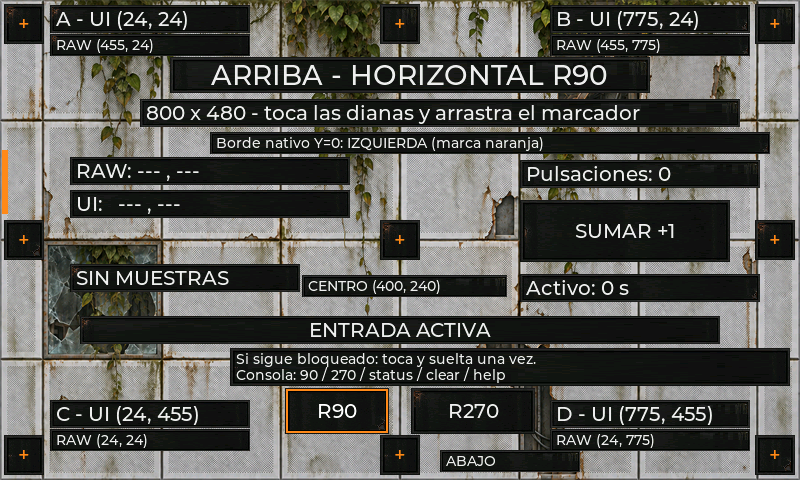 + A - UI (24, 24) + B - UI (775, 24) +
RAW (455, 24) RAW (455, 775)
ARRIBA - HORIZONTAL R90
800 x 480 - toca las dianas y arrastra el marcador
Borde nativo Y=0: IZQUIERDA (marca naranja)
RAW: --- , --- Pulsaciones: 0
UI: --- , ---
+ + SUMAR +1 +
SIN MUESTRAS CENTRO (400, 240) Activo: 0 s
ENTRADA ACTIVA
Si sigue bloqueado: toca y suelta una vez.
Consola: 90 / 270 / status / clear / help
C - UI (24, 455) R90 R270 D - UI (775, 455)
RAW (24, 24) RAW (24, 775)
+ + ABAJO +